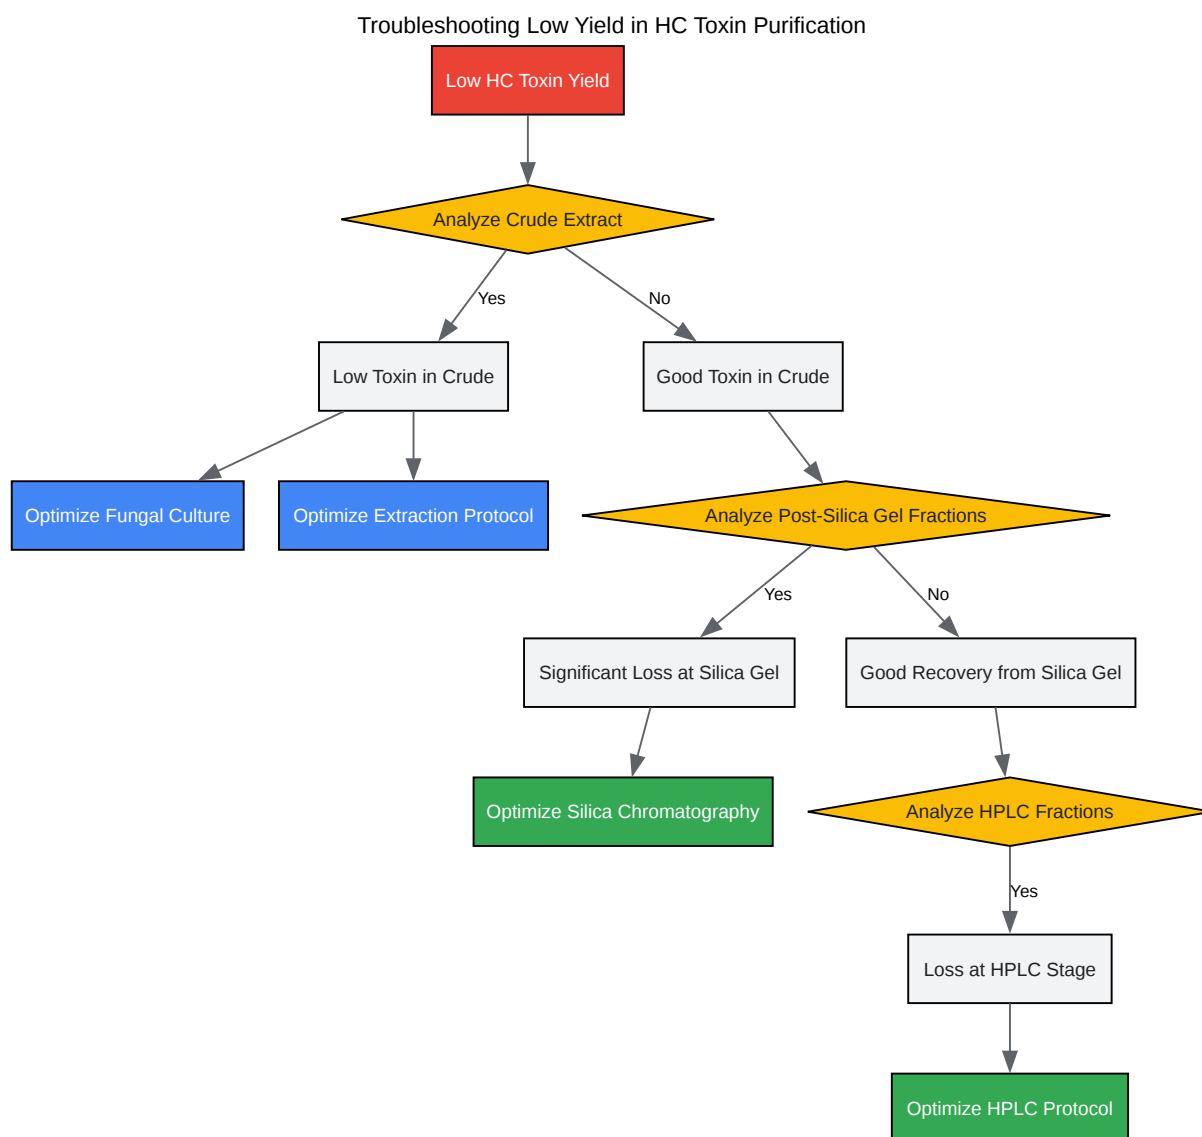 Troubleshooting Low Yield in HC Toxin Purification
Low HC Toxin Yield
Analyze Crude Extract
Yes
No
Low Toxin in Crude
Good Toxin in Crude
Optimize Fungal Culture
Optimize Extraction Protocol
Analyze Post-Silica Gel Fractions
Yes
No
Significant Loss at Silica Gel
Good Recovery from Silica Gel
Optimize Silica Chromatography
Analyze HPLC Fractions
Yes
Loss at HPLC Stage
Optimize HPLC Protocol